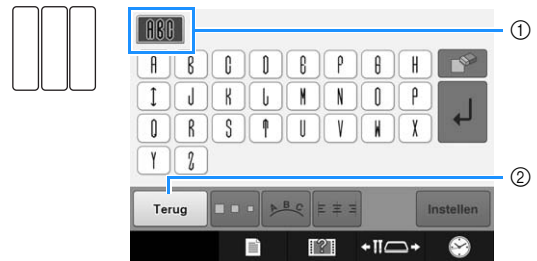 ABC ①
A B C D E F G H
I J K L M N O P
Q R S T U V W X
Y Z
②
Terug A B C Instellen
?